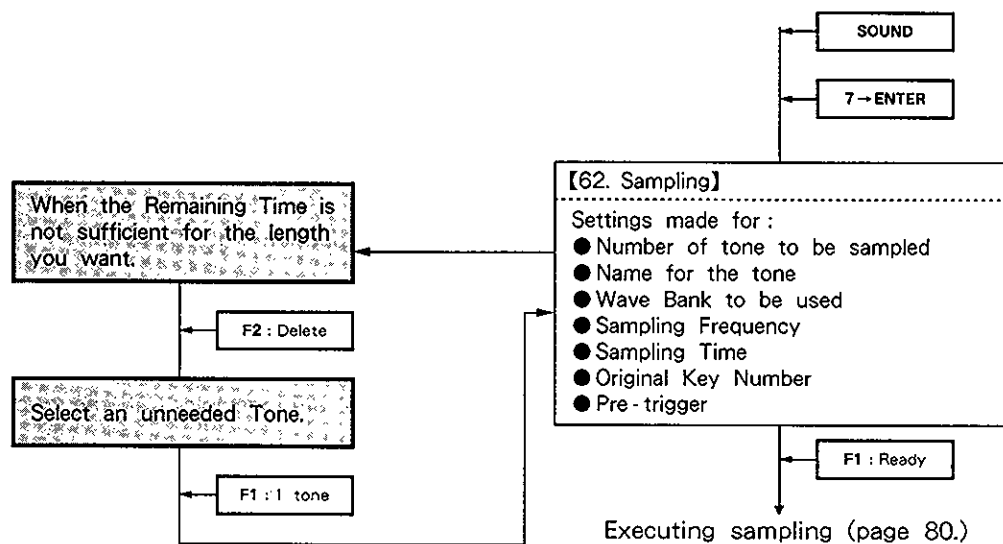 SOUND
7→ENTER
【62. Sampling】
Settings made for :
●Number of tone to be sampled
●Name for the tone
●Wave Bank to be used
●Sampling Frequency
●Sampling Time
●Original Key Number
●Pre-trigger
When the Remaining Time is
not sufficient for the length
you want.
F2 : Delete
Select an unneeded Tone.
F1 : 1 tone
F1 : Ready
Executing sampling (page 80.)